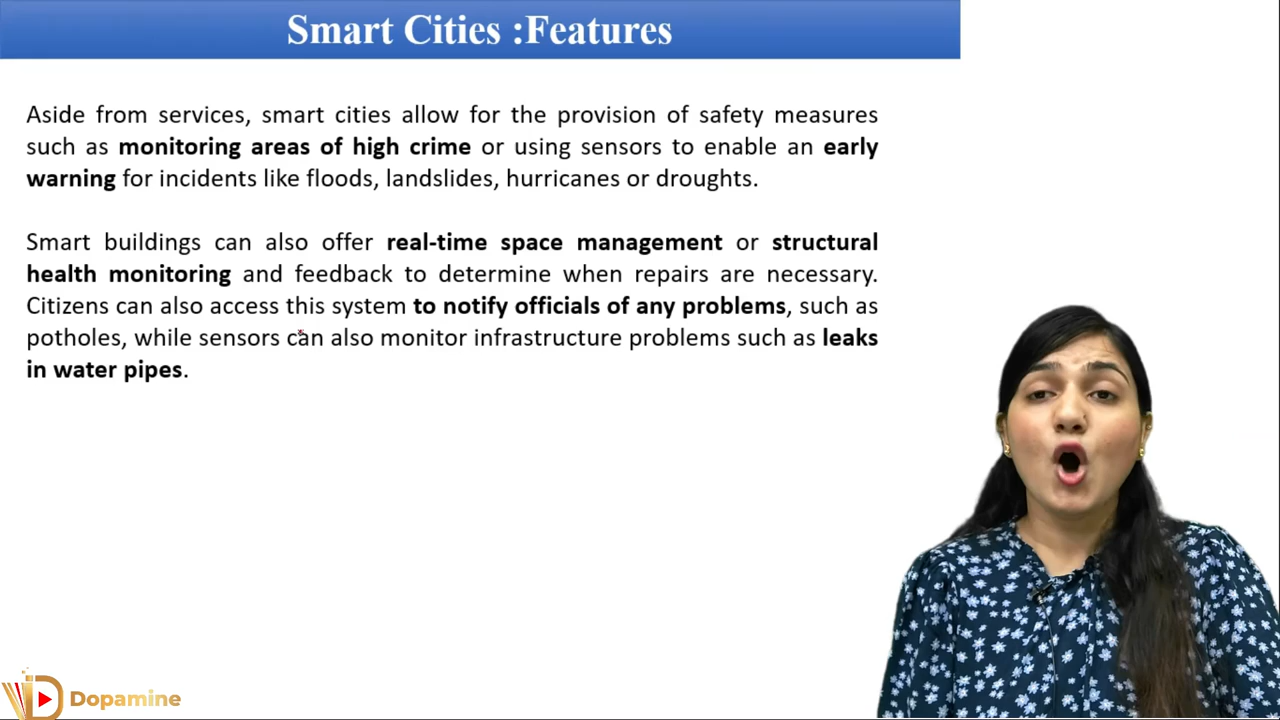 Smart Cities :Features
Aside from services, smart cities allow for the provision of safety measures
such as monitoring areas of high crime or using sensors to enable an early
warning for incidents like floods, landslides, hurricanes or droughts.
Smart buildings can also offer real-time space management or structural
health monitoring and feedback to determine when repairs are necessary.
Citizens can also access this system to notify officials of any problems, such as
potholes, while sensors can also monitor infrastructure problems such as leaks
in water pipes.
Dopamine